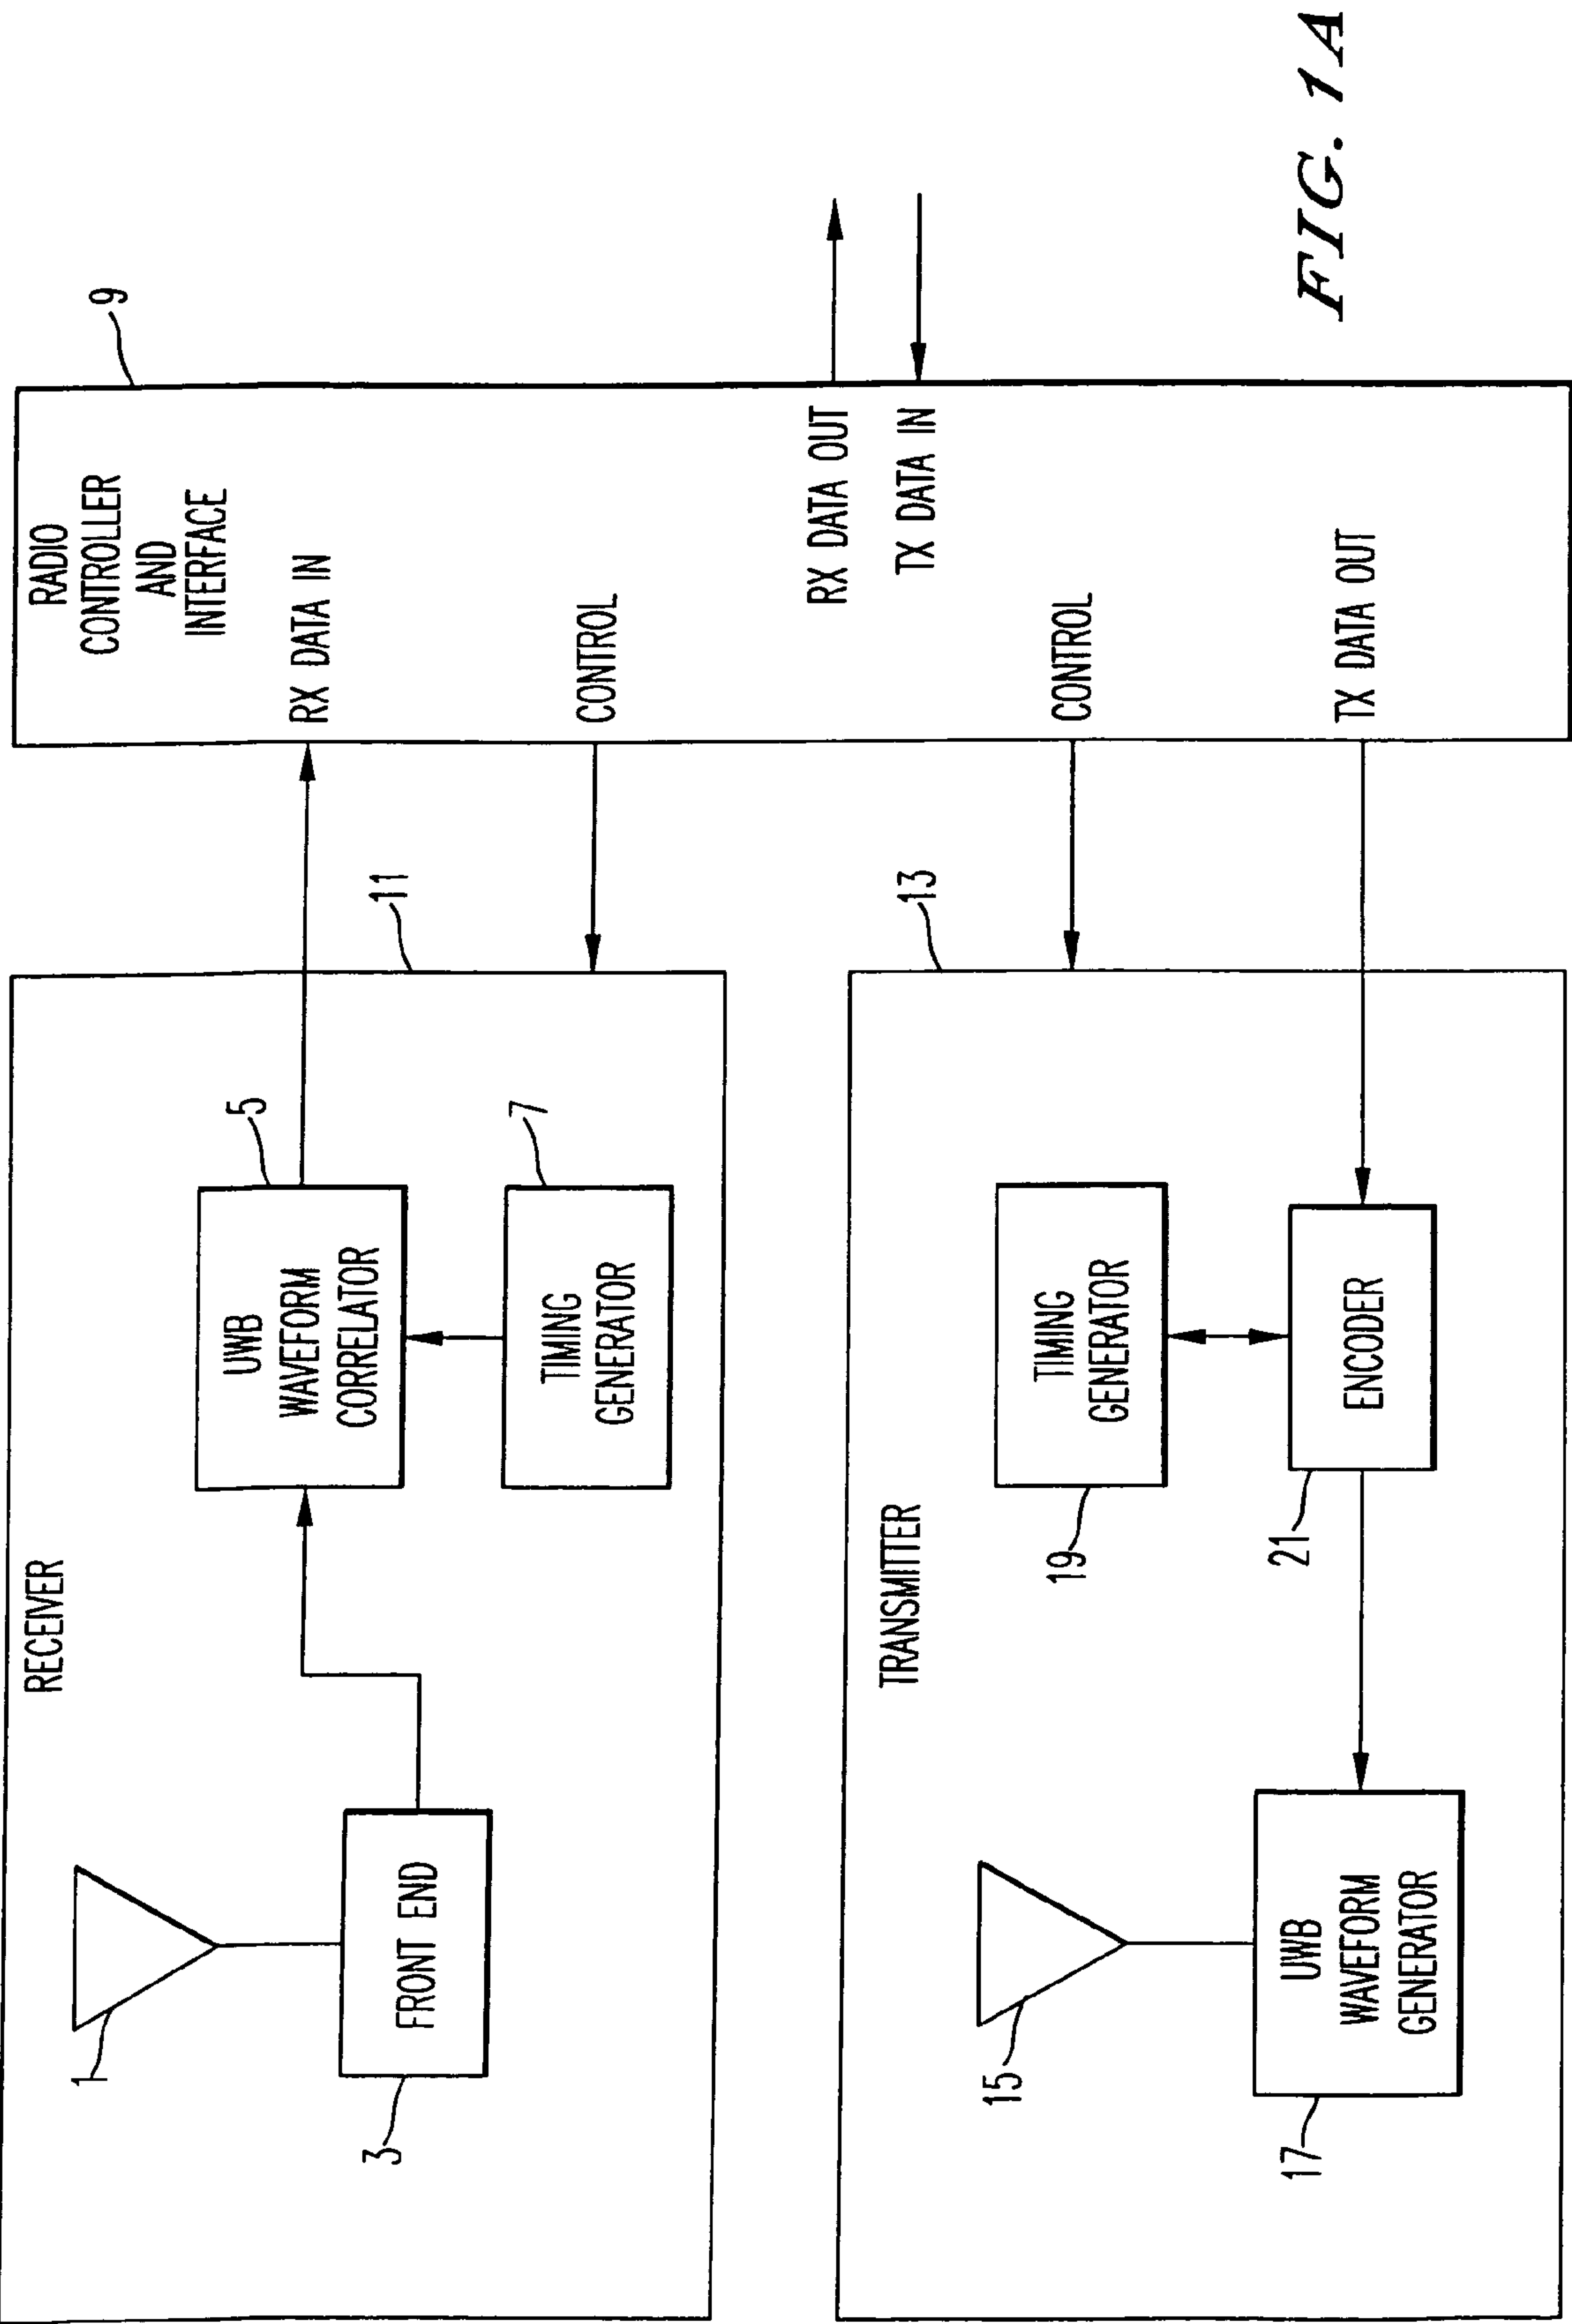 RECEIVER
1
FRONT END
3
UWB
WAVEFORM
CORRELATOR
5
TIMING
GENERATOR
7
11
RADIO
CONTROLLER
AND
INTERFACE
9
RX DATA IN
CONTROL
RX DATA OUT
TX DATA IN
CONTROL
TX DATA OUT
TRANSMITTER
13
15
UWB
WAVEFORM
GENERATOR
17
TIMING
GENERATOR
19
ENCODER
21
FIG. 1A